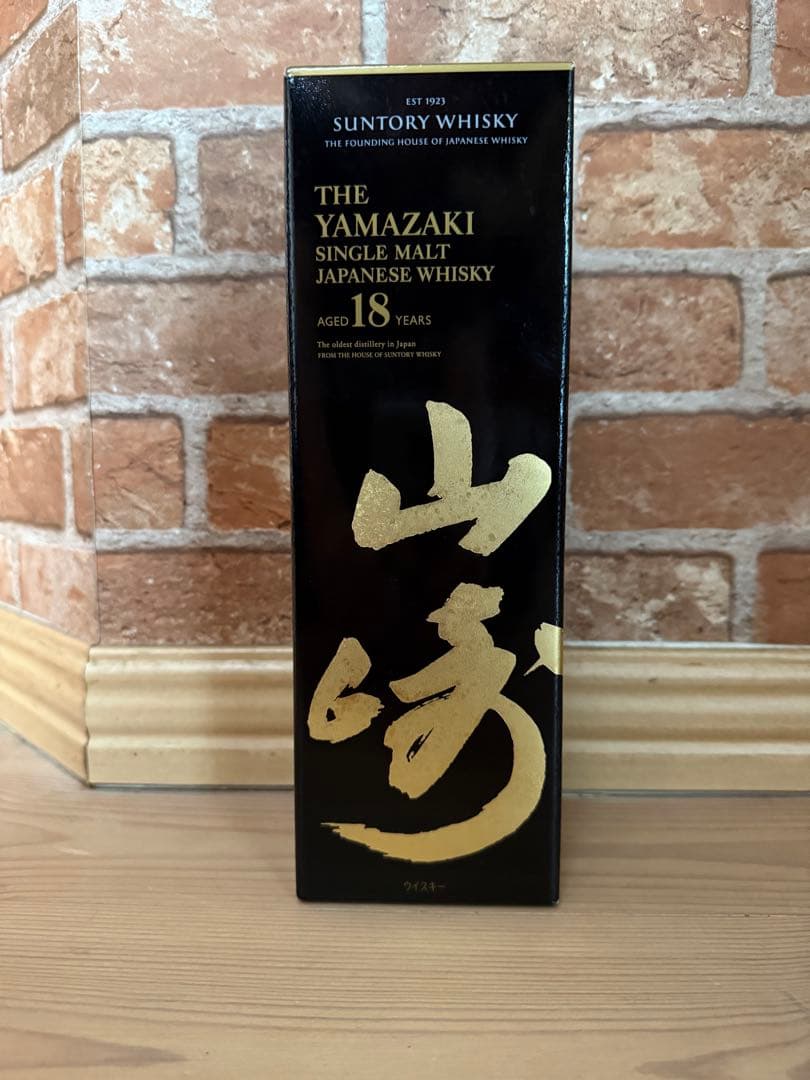 EST 1923
SUNTORY WHISKY
THE FOUNDING HOUSE OF JAPANESE WHISKY
THE
YAMAZAKI
SINGLE MALT
JAPANESE WHISKY
AGED 18 YEARS
The oldest distillery in Japan
FROM THE HOUSE OF SUNTORY WHISKY
山
崎
ウイスキー